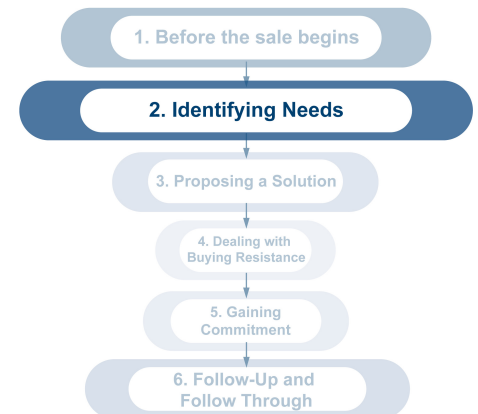 1. Before the sale begins
2. Identifying Needs
3. Proposing a Solution
4. Dealing with
Buying Resistance
5. Gaining
Commitment
6. Follow-Up and
Follow Through